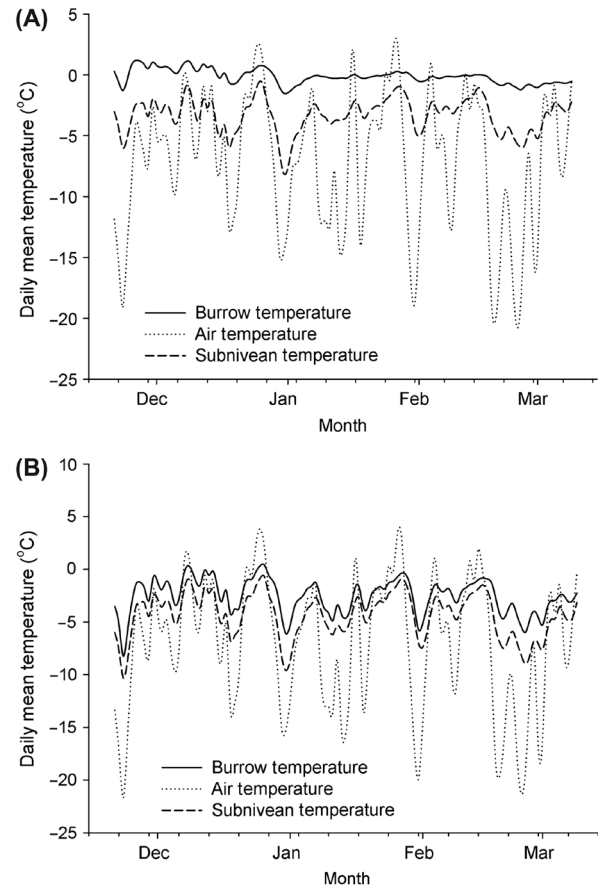 (A)
5
0
−5
−10
−15
−20
−25
Daily mean temperature (°C)
Burrow temperature
Air temperature
Subnivean temperature
Dec Jan Feb Mar
Month
(B)
10
5
0
−5
−10
−15
−20
−25
Daily mean temperature (°C)
Burrow temperature
Air temperature
Subnivean temperature
Dec Jan Feb Mar
Month